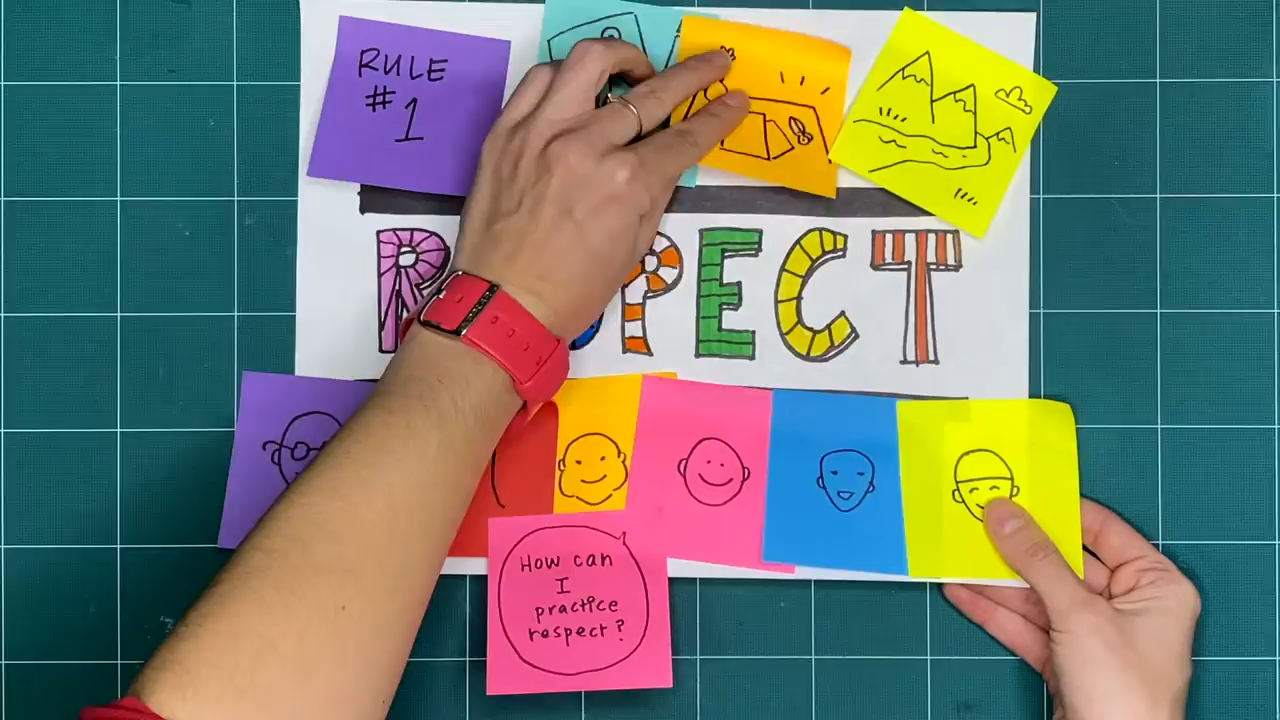 RULE
#1
R PECT
How can
I
practice
respect?